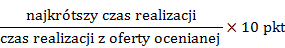 najkrótszy czas realizacji
czas realizacji z oferty ocenianej
× 10 pkt